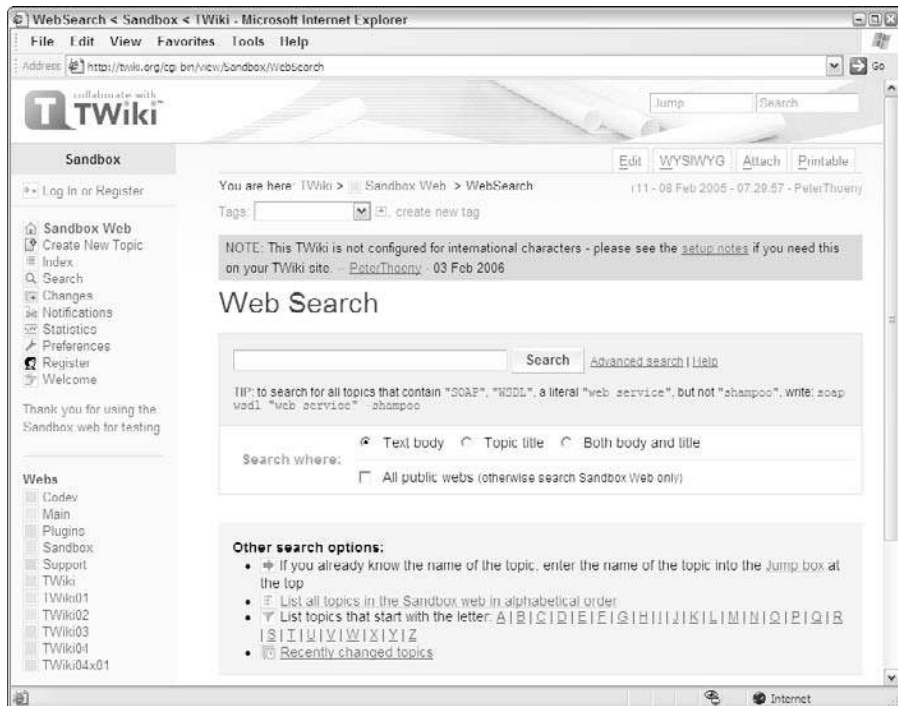 WebSearch < Sandbox < TWiki - Microsoft Internet Explorer
File Edit View Favorites Tools Help
Address http://twiki.org/cgi-bin/view/Sandbox/WebSearch Go
collaborate with
TWiki™
Jump Search
Sandbox
Edit WYSIWYG Attach Printable
Log In or Register
You are here: TWiki > Sandbox Web > WebSearch
r11 - 08 Feb 2005 - 07:29:57 - PeterThoeny
Tags: create new tag
Sandbox Web
Create New Topic
Index
Search
Changes
Notifications
Statistics
Preferences
Register
Welcome
Thank you for using the
Sandbox web for testing
Webs
Codev
Main
Plugins
Sandbox
Support
TWiki
TWiki01
TWiki02
TWiki03
TWiki04
TWiki04x01
NOTE: This TWiki is not configured for international characters - please see the setup notes if you need this
on your TWiki site. -- PeterThoeny - 03 Feb 2006
Web Search
Search Advanced search | Help
TIP: to search for all topics that contain "SOAP", "WSDL", a literal "web service", but not "shampoo", write: soap
wsdl "web service" -shampoo
Search where:
Text body Topic title Both body and title
All public webs (otherwise search Sandbox Web only)
Other search options:
• If you already know the name of the topic, enter the name of the topic into the Jump box at
the top
• List all topics in the Sandbox web in alphabetical order
• List topics that start with the letter: A | B | C | D | E | F | G | H | I | J | K | L | M | N | O | P | Q | R
| S | T | U | V | W | X | Y | Z
• Recently changed topics
Internet